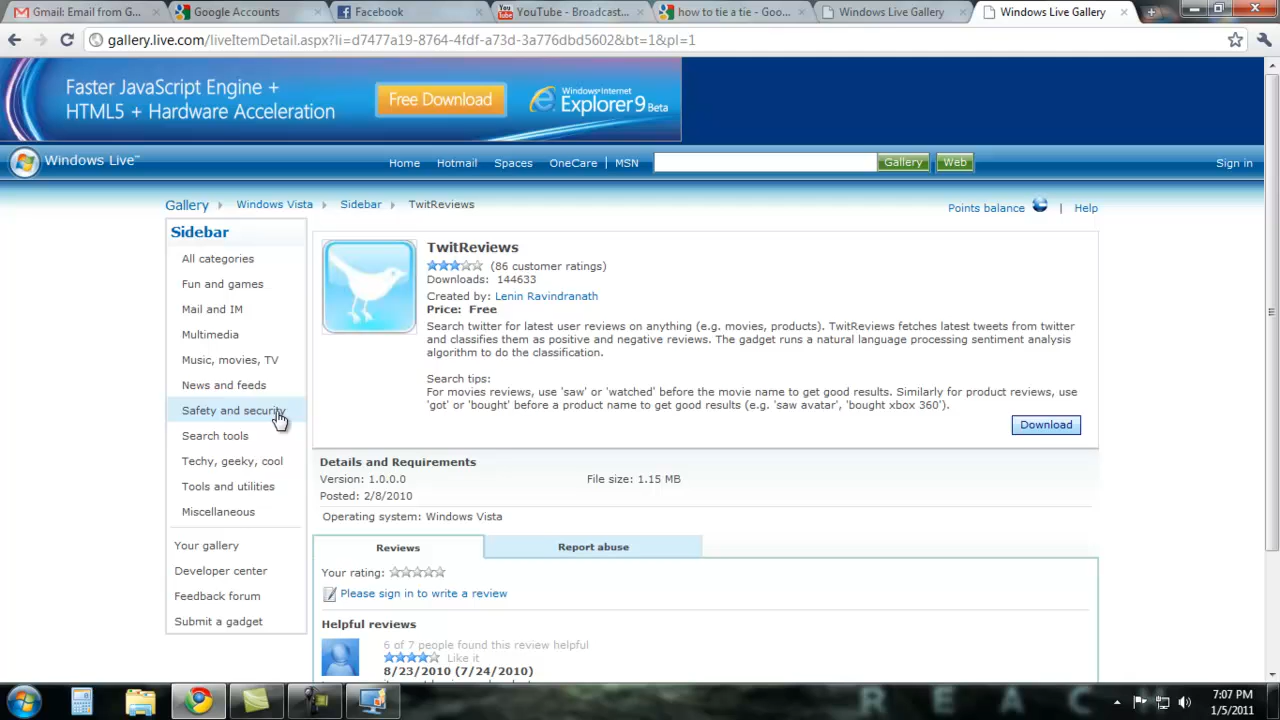 Gmail: Email from G...
Google Accounts
Facebook
YouTube - Broadcast...
how to tie a tie - Goo...
Windows Live Gallery
Windows Live Gallery
gallery.live.com/liveItemDetail.aspx?li=d7477a19-8764-4fdf-a73d-3a776dbd5602&bt=1&pl=1
Faster JavaScript Engine +
HTML5 + Hardware Acceleration
Free Download
Windows Internet
Explorer9 Beta
Windows Live™
Home Hotmail Spaces OneCare | MSN
Gallery Web
Sign in
Gallery Windows Vista Sidebar TwitReviews
Points balance | Help
Sidebar
All categories
Fun and games
Mail and IM
Multimedia
Music, movies, TV
News and feeds
Safety and security
Search tools
Techy, geeky, cool
Tools and utilities
Miscellaneous
Your gallery
Developer center
Feedback forum
Submit a gadget
TwitReviews
(86 customer ratings)
Downloads: 144633
Created by: Lenin Ravindranath
Price: Free
Search twitter for latest user reviews on anything (e.g. movies, products). TwitReviews fetches latest tweets from twitter
and classifies them as positive and negative reviews. The gadget runs a natural language processing sentiment analysis
algorithm to do the classification.
Search tips:
For movies reviews, use 'saw' or 'watched' before the movie name to get good results. Similarly for product reviews, use
'got' or 'bought' before a product name to get good results (e.g. 'saw avatar', 'bought xbox 360').
Download
Details and Requirements
Version: 1.0.0.0 File size: 1.15 MB
Posted: 2/8/2010
Operating system: Windows Vista
Reviews Report abuse
Your rating:
Please sign in to write a review
Helpful reviews
6 of 7 people found this review helpful
Like it
8/23/2010 (7/24/2010)
R E A C
7:07 PM
1/5/2011